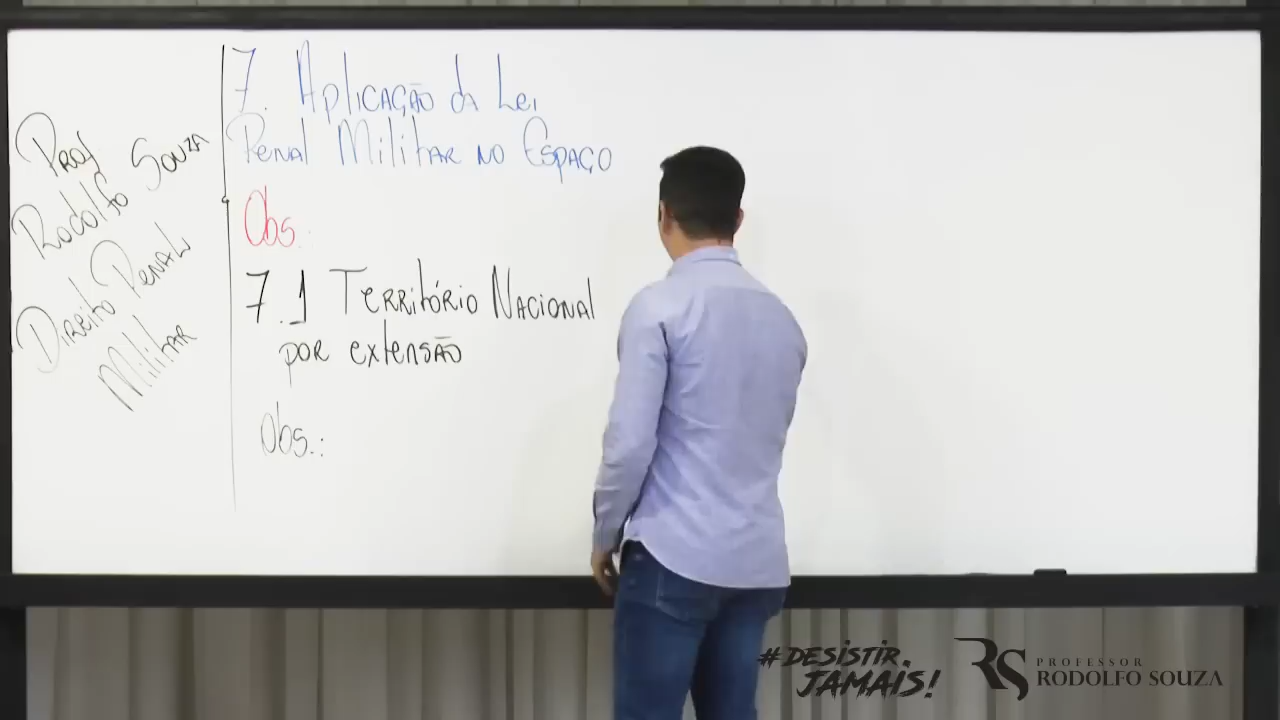 Prof
Rodolfo Souza
Direito Penal
Militar
7. Aplicação da Lei
Penal Militar no Espaço
Obs.:
7.1 Território Nacional
por extensão
Obs.:
#DESISTIR
JAMAIS!
RS
PROFESSOR
RODOLFO SOUZA